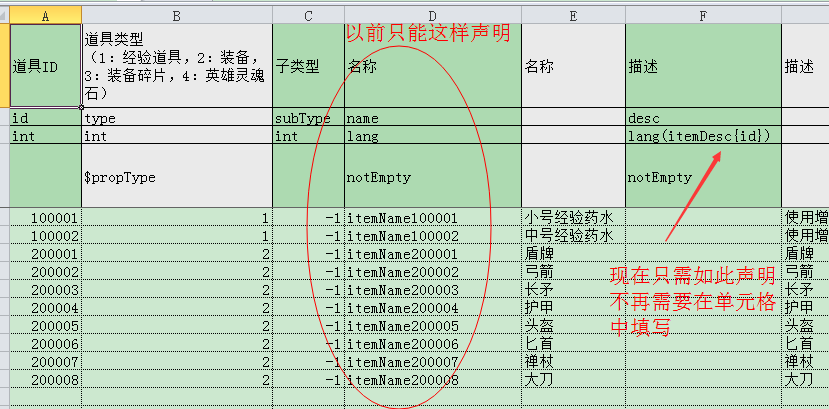 A B C D E F
以前只能这样声明
道具ID 道具类型 子类型 名称 名称 描述 描述
（1：经验道具，2：装备，
3：装备碎片，4：英雄灵魂
石）
id type subType name desc
int int int lang lang(itemDesc{id})
$propType notEmpty notEmpty
100001 1 -1 itemName100001 小号经验药水 使用增
100002 1 -1 itemName100002 中号经验药水 使用增
200001 2 -1 itemName200001 盾牌 盾牌
200002 2 -1 itemName200002 弓箭 弓箭
200003 2 -1 itemName200003 长矛 长矛
200004 2 -1 itemName200004 护甲 护甲
200005 2 -1 itemName200005 头盔 头盔
200006 2 -1 itemName200006 匕首 匕首
200007 2 -1 itemName200007 禅杖 禅杖
200008 2 -1 itemName200008 大刀 大刀
现在只需如此声明
不再需要在单元格
中填写